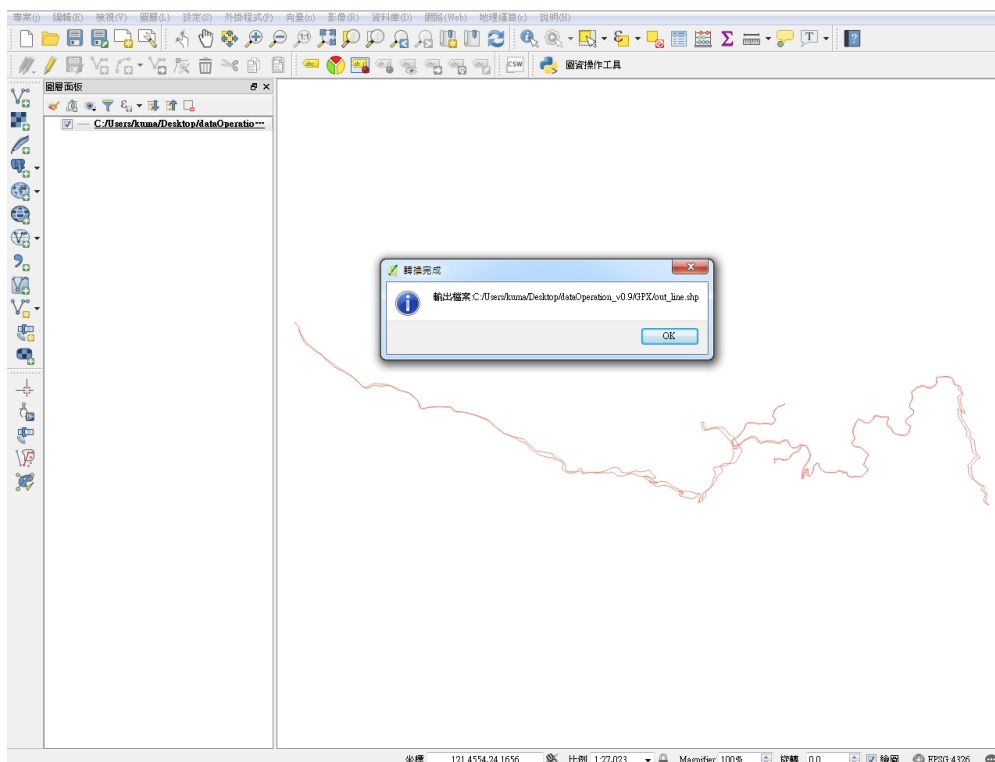 專案(j) 編輯(E) 檢視(V) 圖層(L) 設定(S) 外掛程式(P) 向量(o) 影像(R) 資料庫(D) 網路(Web) 地理運算(c) 說明(H)
圖資操作工具
圖層面板
C:/Users/kuma/Desktop/dataOperatio…
轉換完成
輸出檔案:C:/Users/kuma/Desktop/dataOperation_v0.9/GPX/out_line.shp
OK
坐標 121.4554,24.1656 比例 1:27,023 Magnifier 100% 旋轉 0.0 繪圖 EPSG:4326